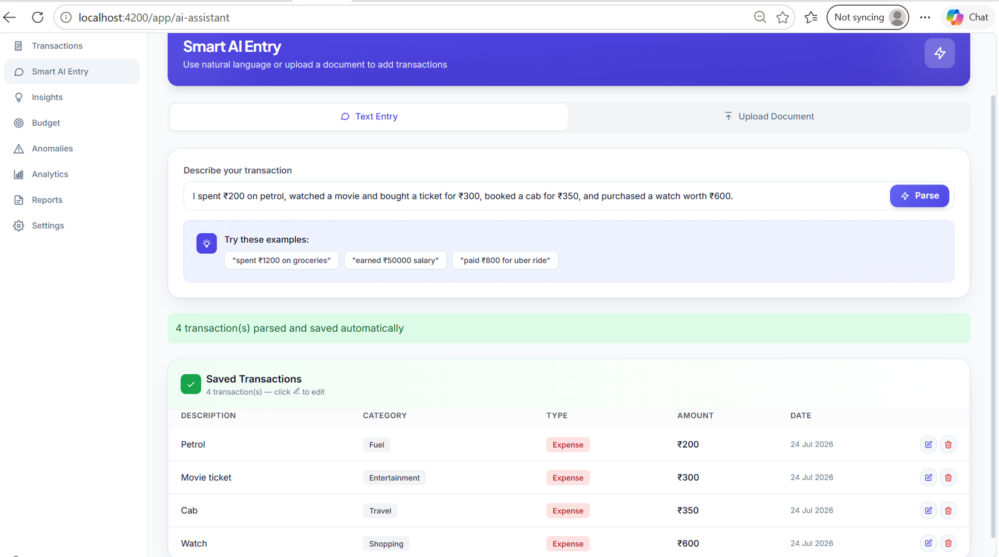 localhost:4200/app/ai-assistant
Not syncing
Chat
Transactions
Smart AI Entry
Insights
Budget
Anomalies
Analytics
Reports
Settings
Smart AI Entry
Use natural language or upload a document to add transactions
Text Entry
Upload Document
Describe your transaction
I spent ₹200 on petrol, watched a movie and bought a ticket for ₹300, booked a cab for ₹350, and purchased a watch worth ₹600.
Parse
Try these examples:
"spent ₹1200 on groceries" "earned ₹50000 salary" "paid ₹800 for uber ride"
4 transaction(s) parsed and saved automatically
Saved Transactions
4 transaction(s) — click to edit
DESCRIPTION CATEGORY TYPE AMOUNT DATE
Petrol Fuel Expense ₹200 24 Jul 2026
Movie ticket Entertainment Expense ₹300 24 Jul 2026
Cab Travel Expense ₹350 24 Jul 2026
Watch Shopping Expense ₹600 24 Jul 2026